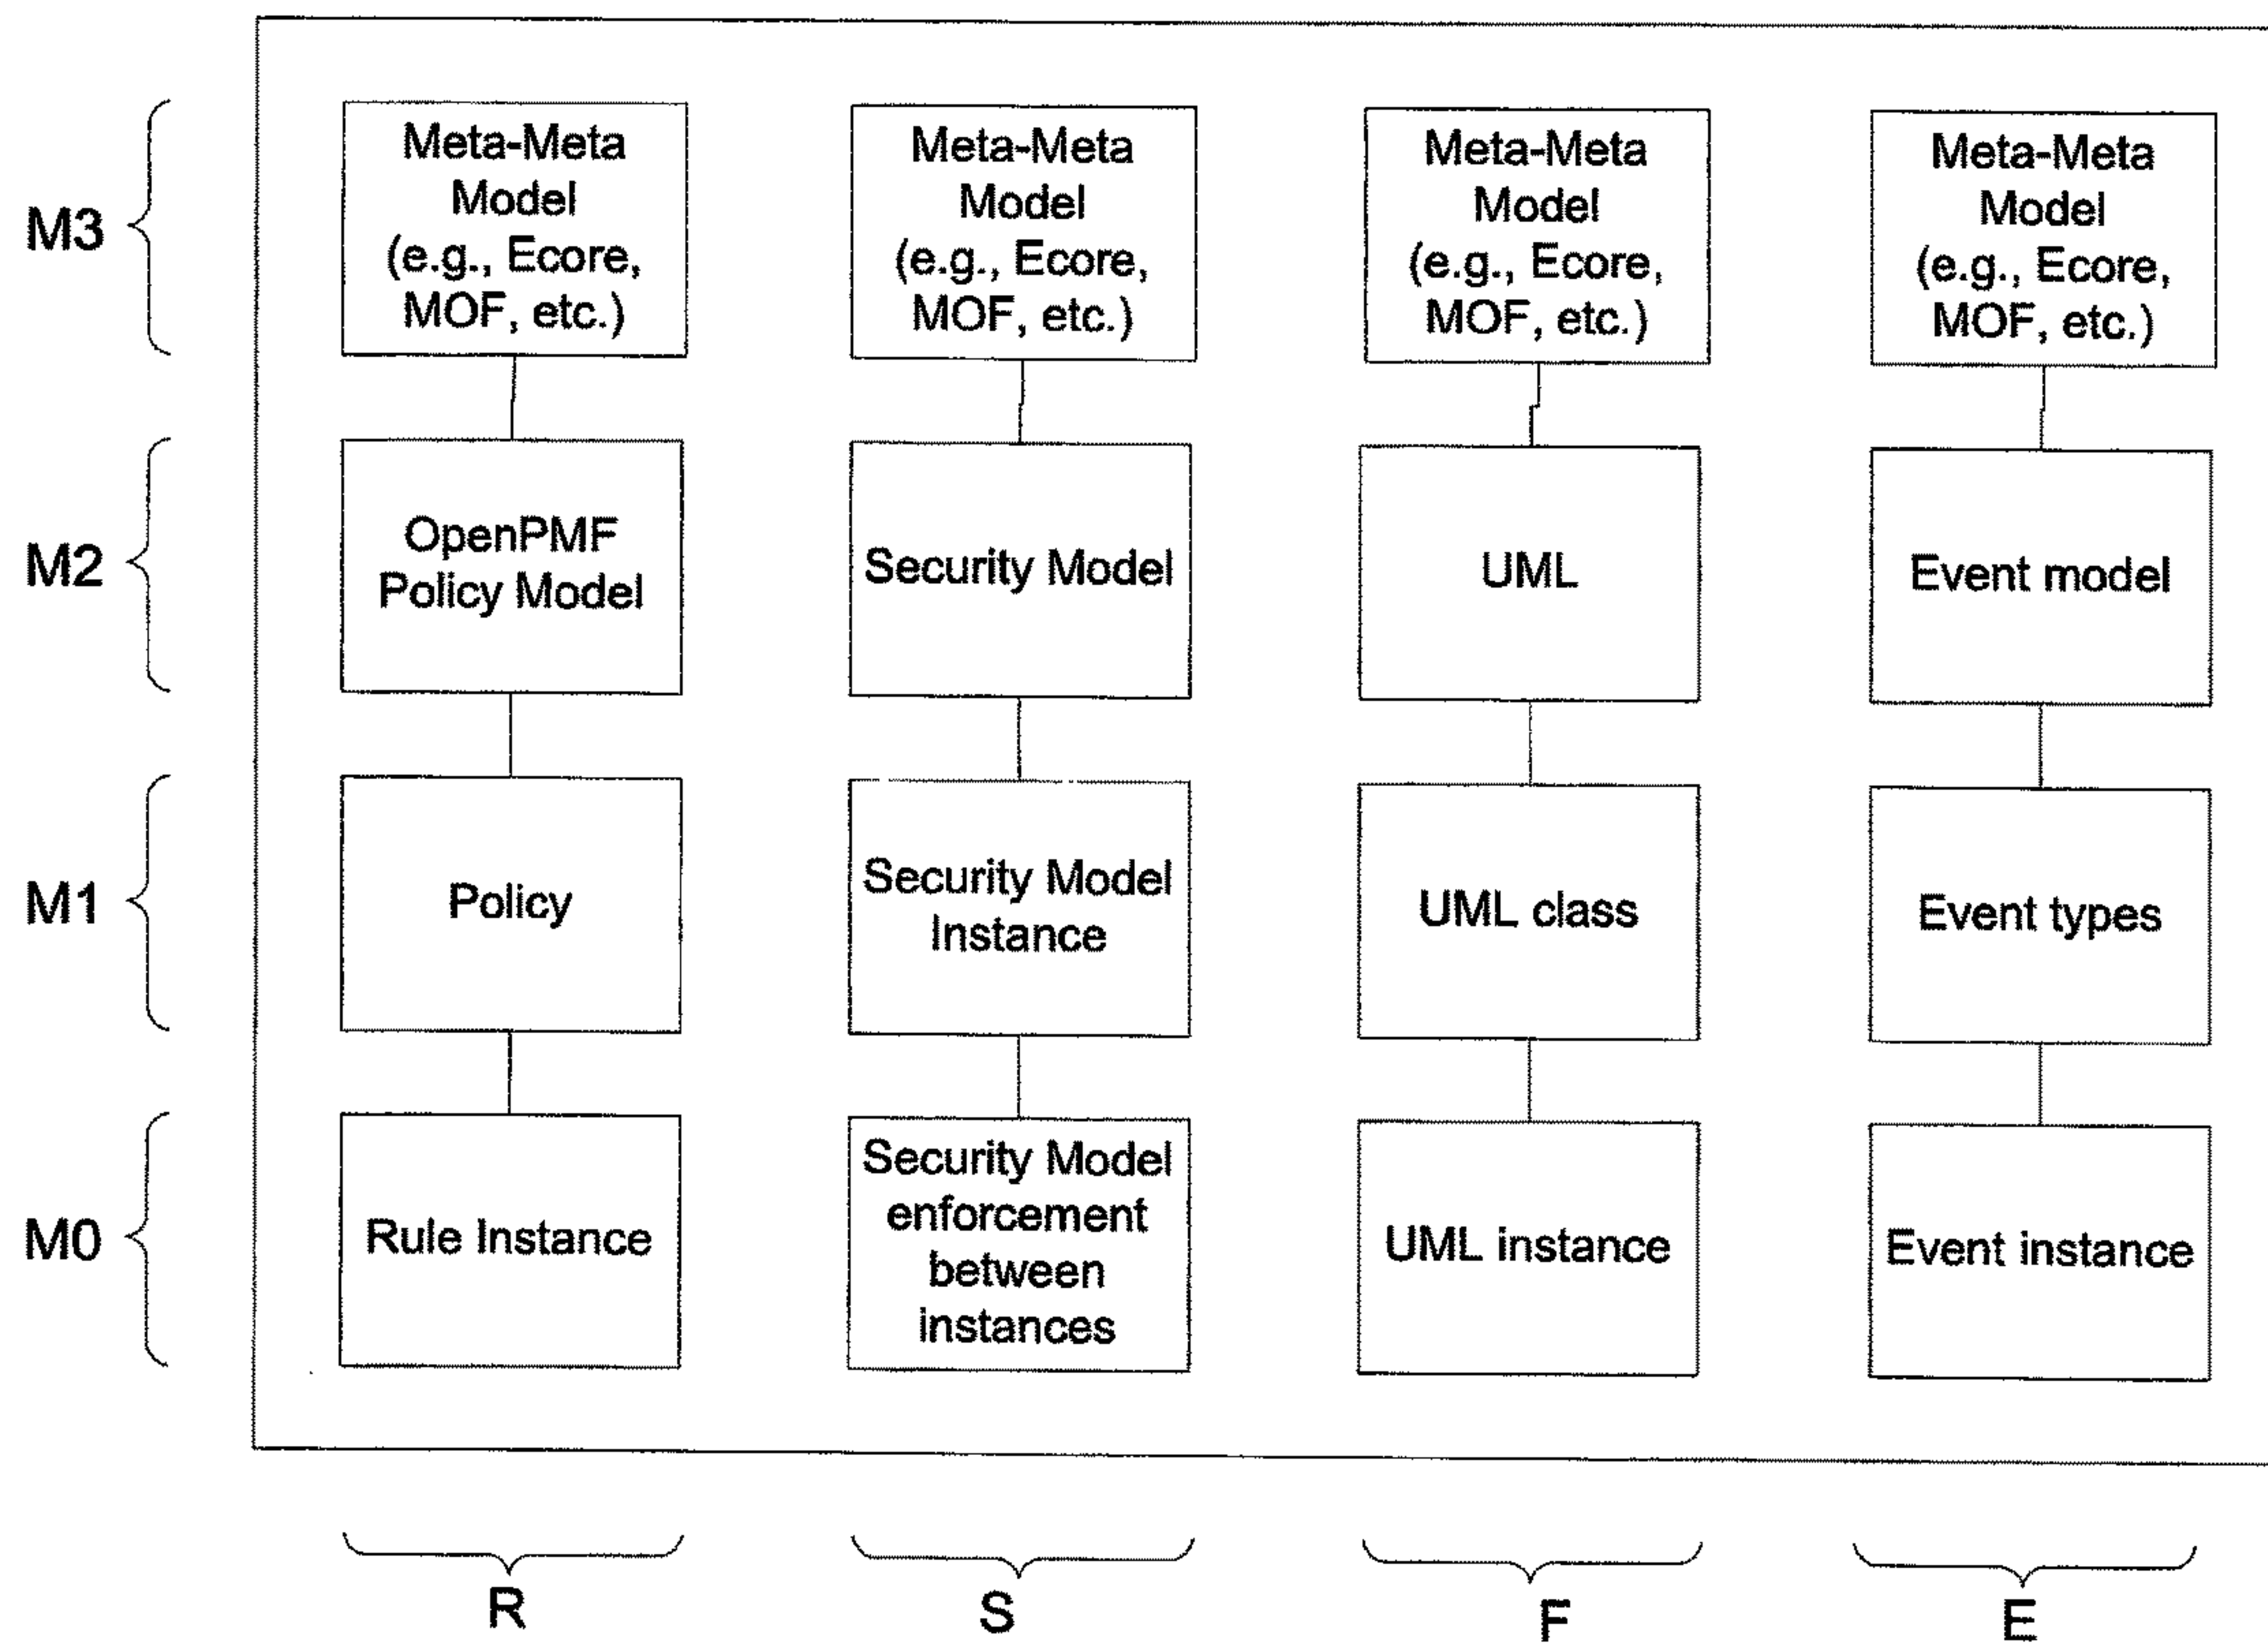 M3
Meta-Meta
Model
(e.g., Ecore,
MOF, etc.)
Meta-Meta
Model
(e.g., Ecore,
MOF, etc.)
Meta-Meta
Model
(e.g., Ecore,
MOF, etc.)
Meta-Meta
Model
(e.g., Ecore,
MOF, etc.)
M2
OpenPMF
Policy Model
Security Model
UML
Event model
M1
Policy
Security Model
Instance
UML class
Event types
M0
Rule Instance
Security Model
enforcement
between
instances
UML instance
Event instance
R
S
F
E